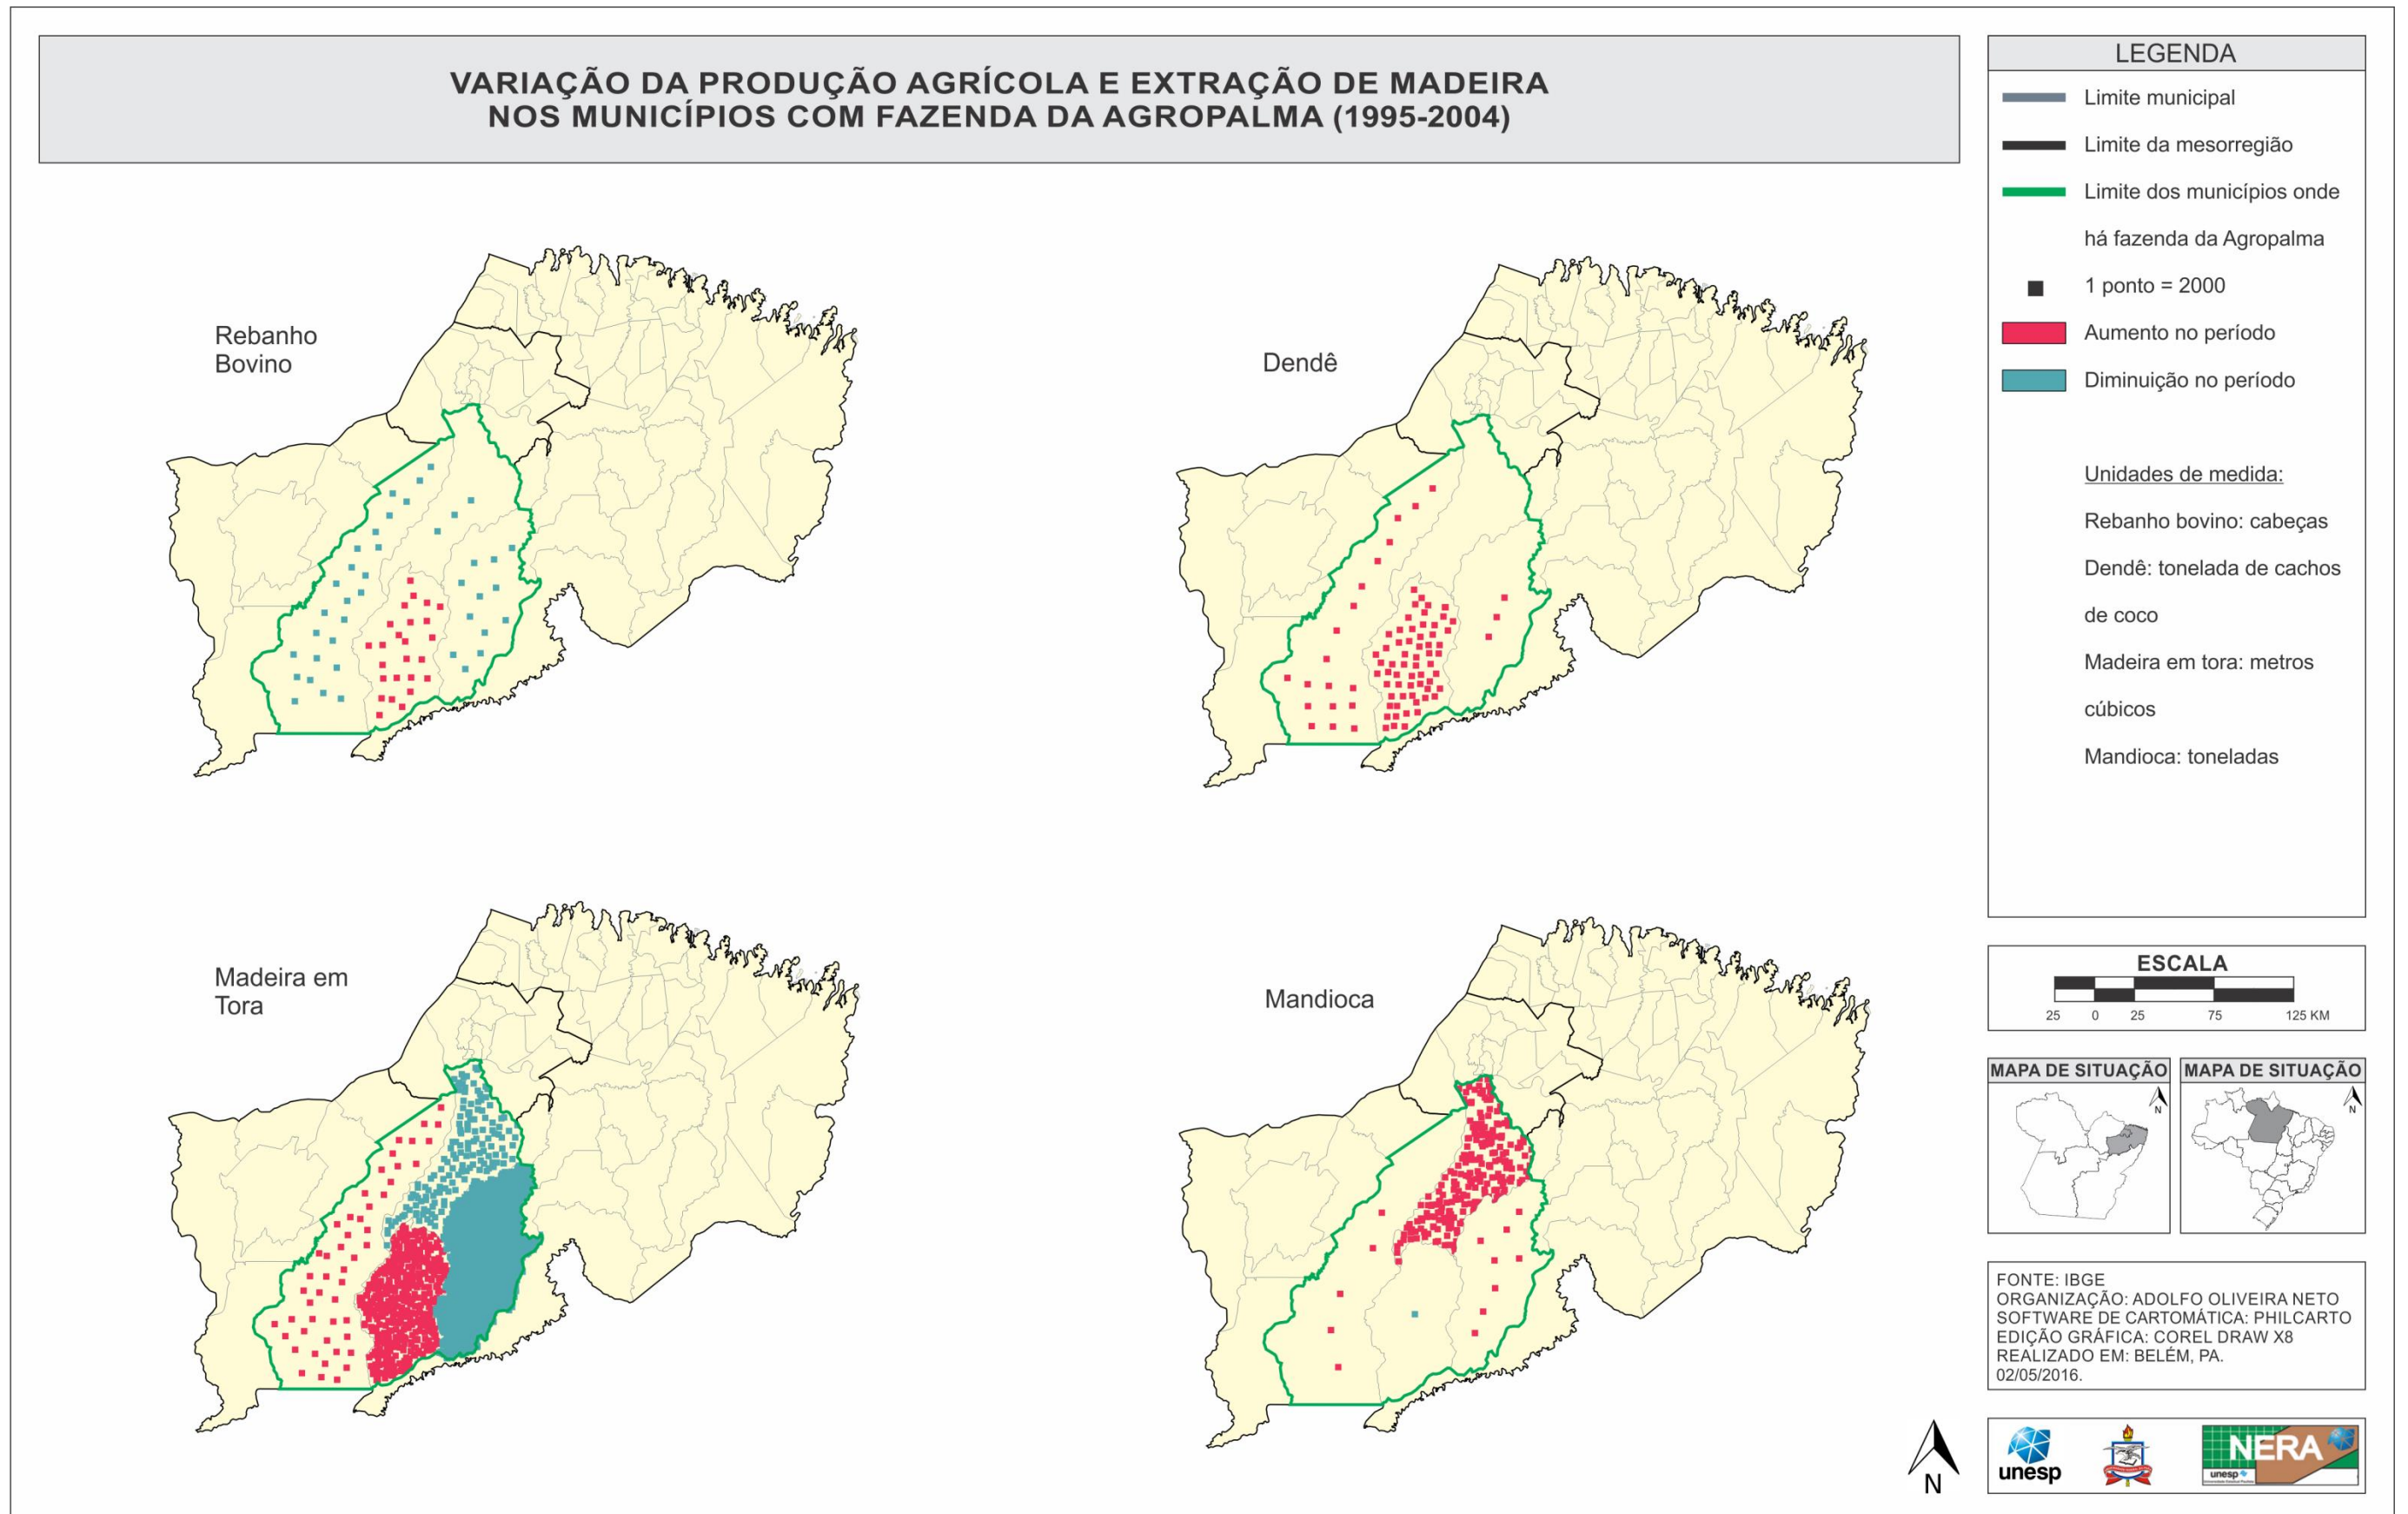 VARIAÇÃO DA PRODUÇÃO AGRÍCOLA E EXTRAÇÃO DE MADEIRA
NOS MUNICÍPIOS COM FAZENDA DA AGROPALMA (1995-2004)
Rebanho
Bovino
Dendê
Madeira em
Tora
Mandioca
LEGENDA
Limite municipal
Limite da mesorregião
Limite dos municípios onde
há fazenda da Agropalma
1 ponto = 2000
Aumento no período
Diminuição no período
Unidades de medida:
Rebanho bovino: cabeças
Dendê: tonelada de cachos
de coco
Madeira em tora: metros
cúbicos
Mandioca: toneladas
ESCALA
25 0 25 75 125 KM
MAPA DE SITUAÇÃO
N
MAPA DE SITUAÇÃO
N
FONTE: IBGE
ORGANIZAÇÃO: ADOLFO OLIVEIRA NETO
SOFTWARE DE CARTOMÁTICA: PHILCARTO
EDIÇÃO GRÁFICA: COREL DRAW X8
REALIZADO EM: BELÉM, PA.
02/05/2016.
N
unesp
NERA
unesp